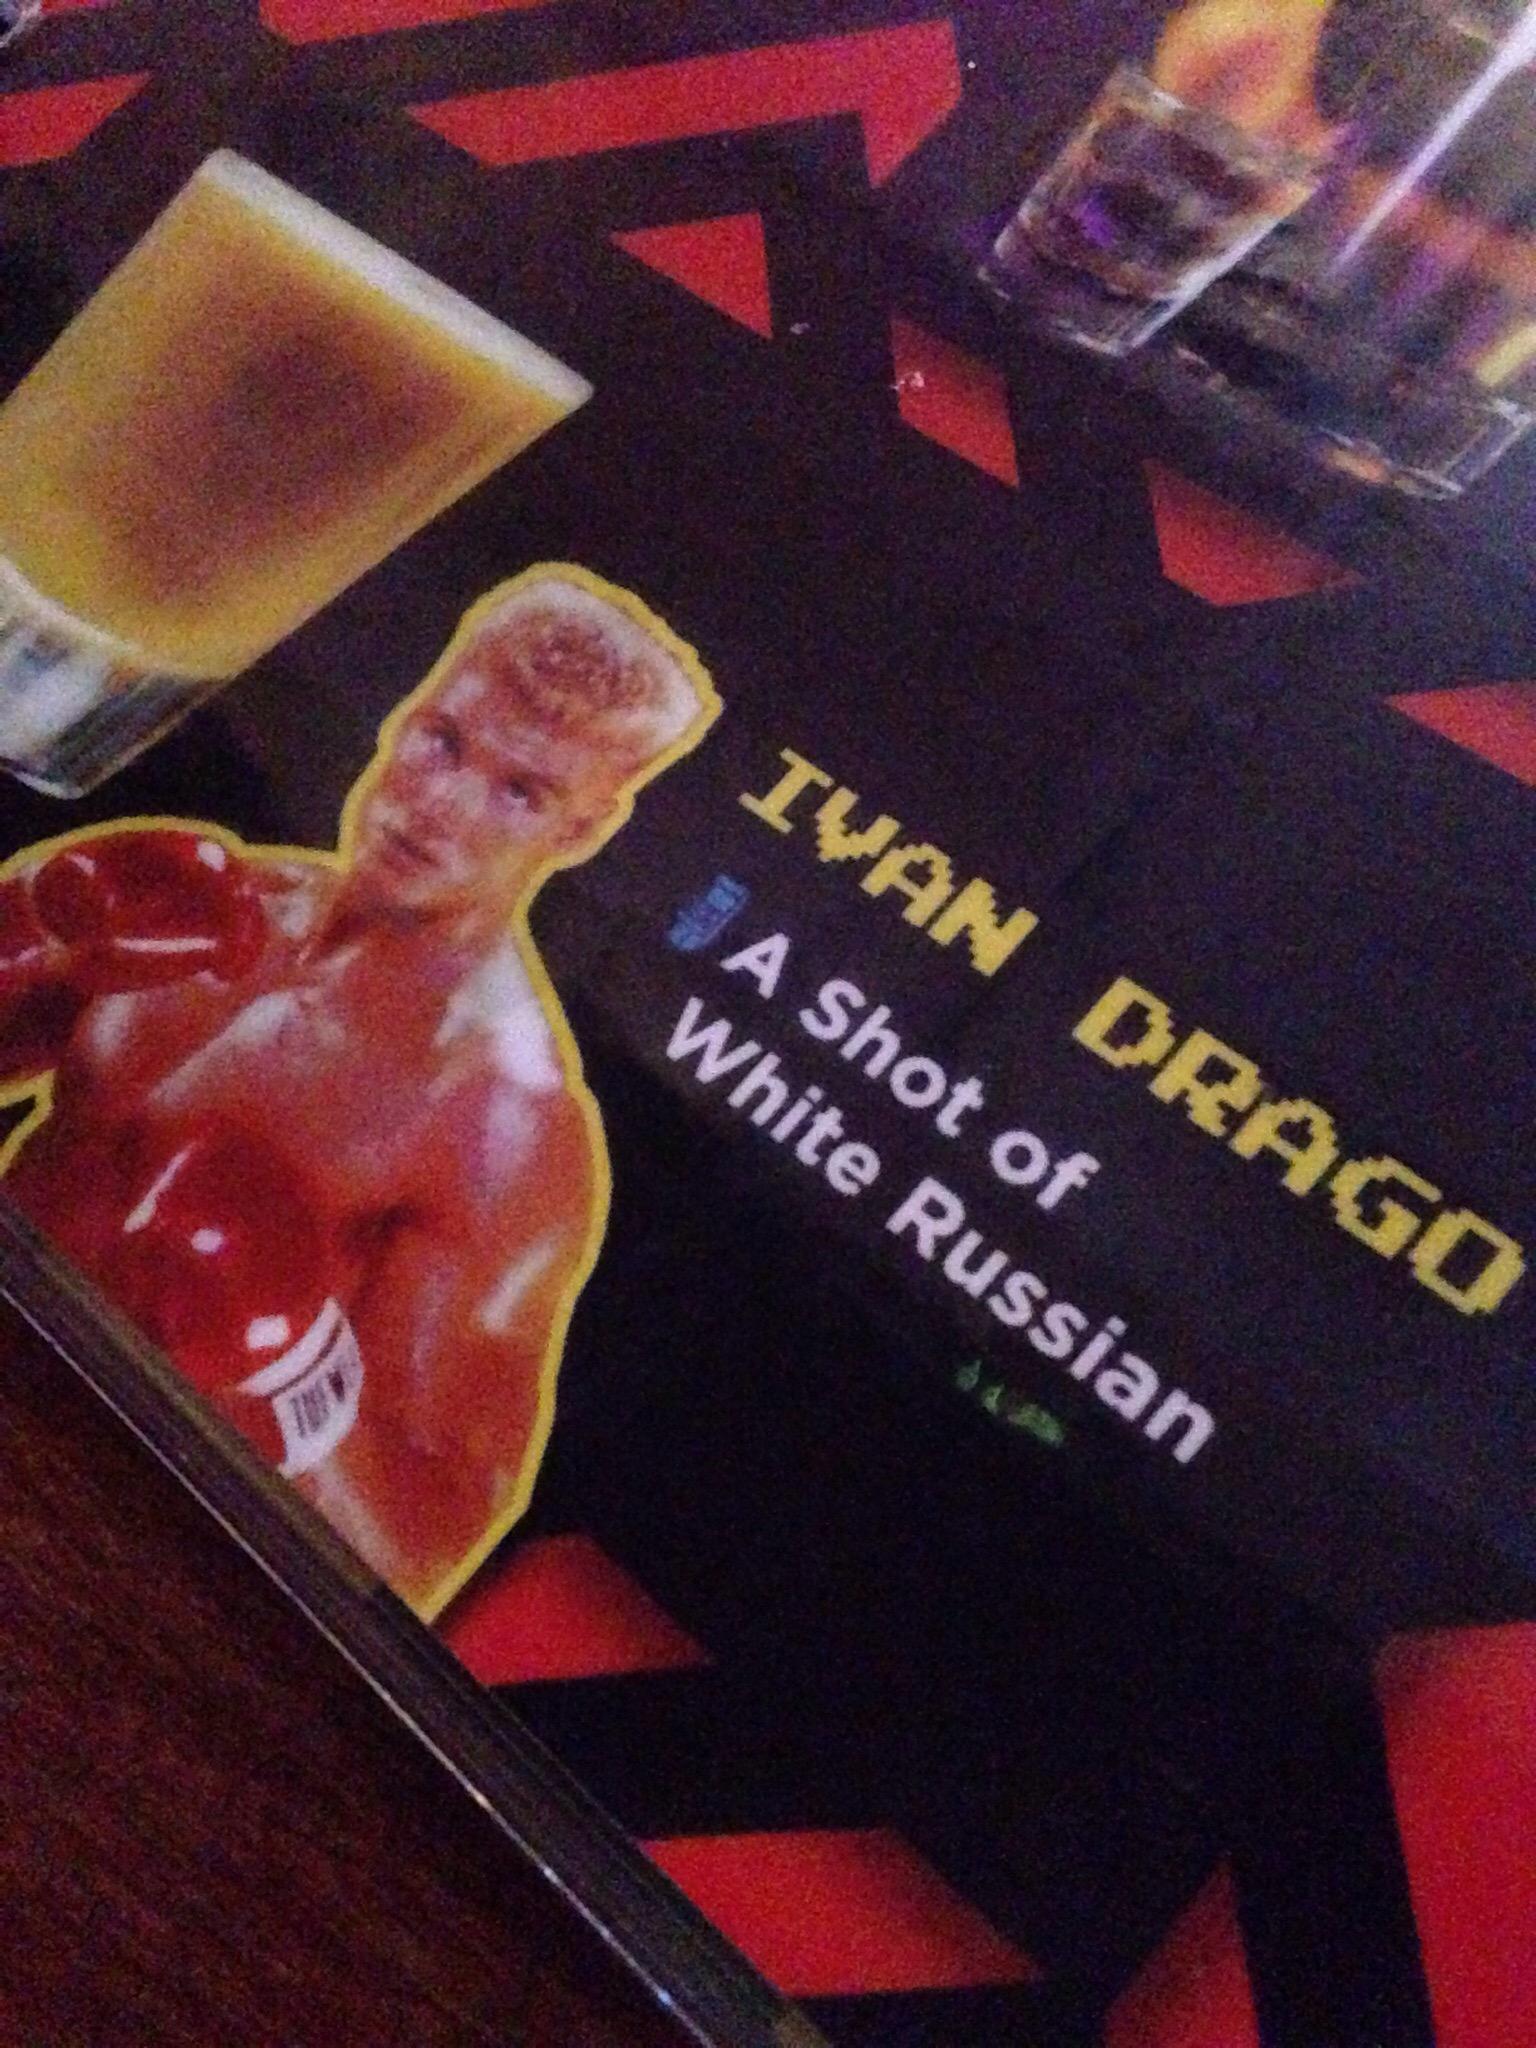 IVAN DRAGO
A Shot of
White Russian